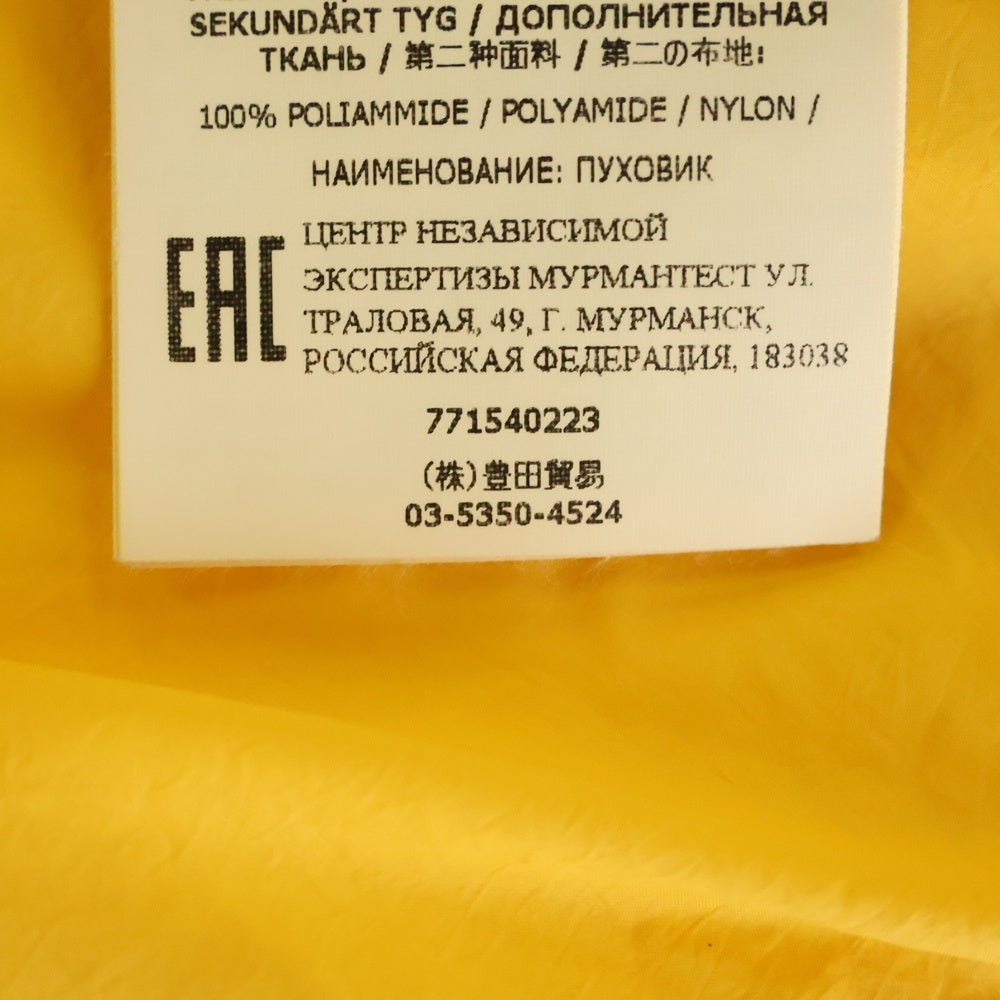 SEKUNDÄRT TYG / ДОПОЛНИТЕЛЬНАЯ
ТКАНЬ / 第二种面料 / 第二の布地:
100% POLIAMMIDE / POLYAMIDE / NYLON /
НАИМЕНОВАНИЕ: ПУХОВИК
EAC
ЦЕНТР НЕЗАВИСИМОЙ
ЭКСПЕРТИЗЫ МУРМАНТЕСТ УЛ.
ТРАЛОВАЯ, 49, Г. МУРМАНСК,
РОССИЙСКАЯ ФЕДЕРАЦИЯ, 183038
771540223
(株)豊田貿易
03-5350-4524